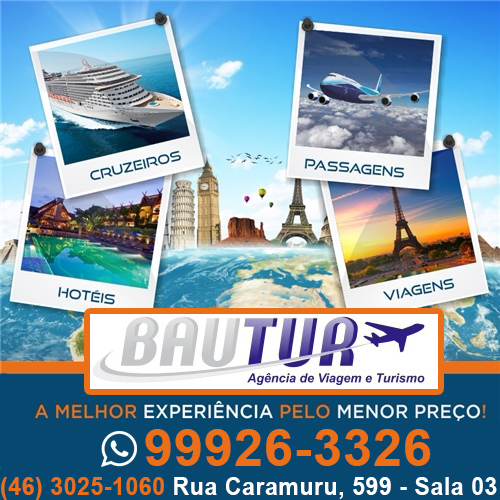 CRUZEIROS
PASSAGENS
HOTÉIS
VIAGENS
BAUTUR
Agência de Viagem e Turismo
A MELHOR EXPERIÊNCIA PELO MENOR PREÇO!
99926-3326
(46) 3025-1060 Rua Caramuru, 599 - Sala 03